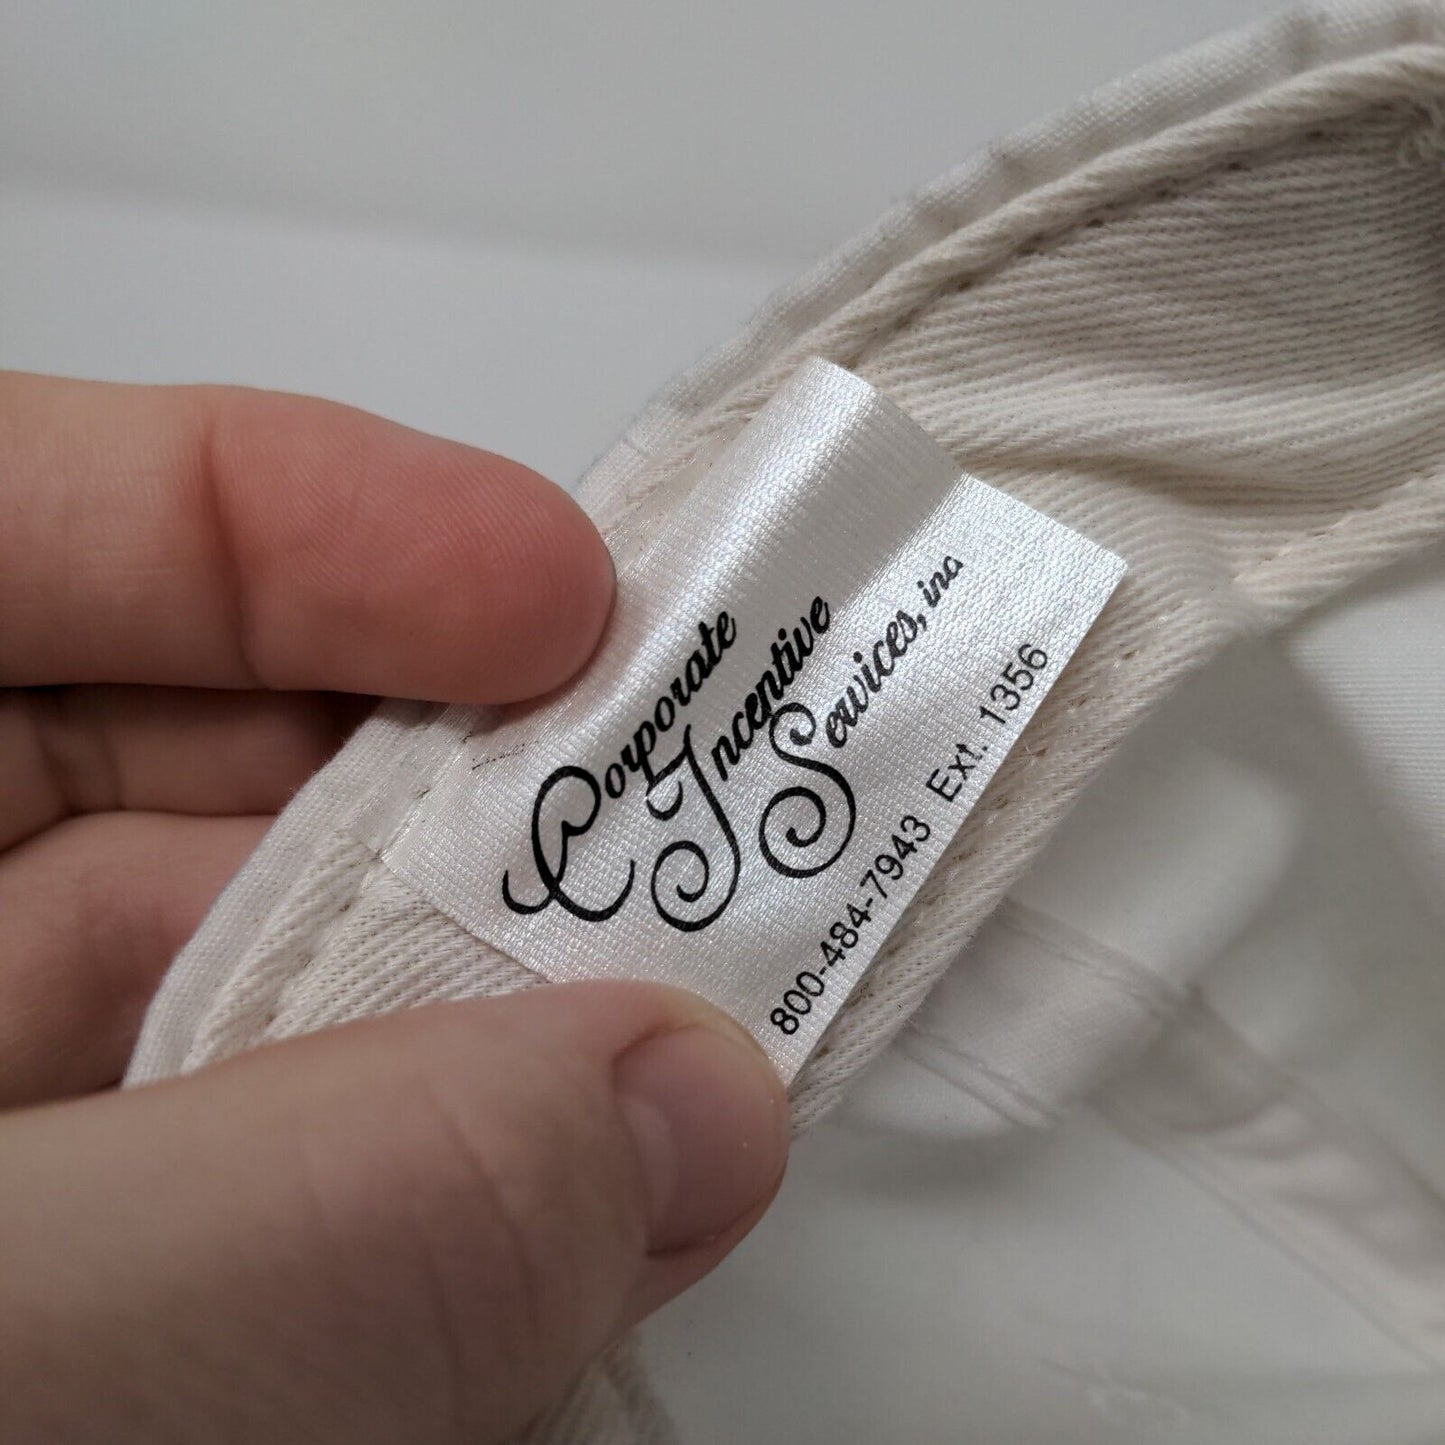 Corporate
Incentive
Services, inc
800-484-7943 Ext. 1356